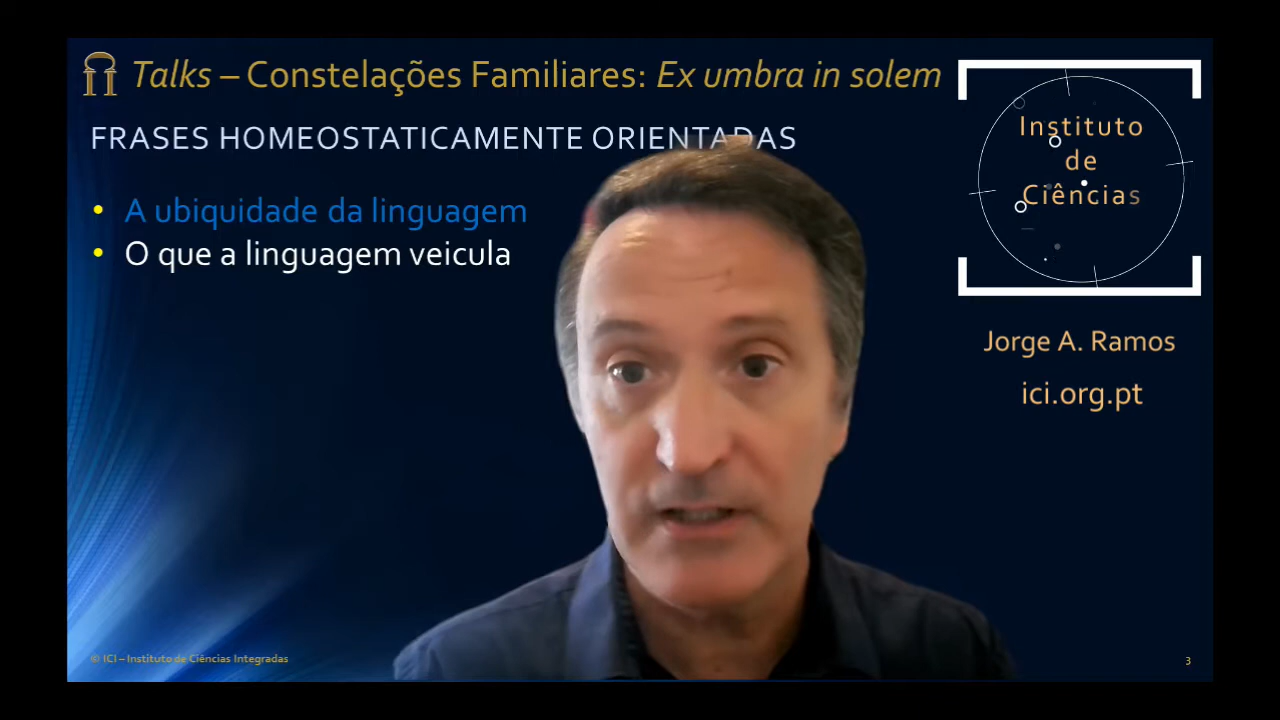 Talks – Constelações Familiares: Ex umbra in solem
FRASES HOMEOSTATICAMENTE ORIENTADAS
• A ubiquidade da linguagem
• O que a linguagem veicula
Instituto
de
Ciências
Jorge A. Ramos
ici.org.pt
© ICI – Instituto de Ciências Integradas
3